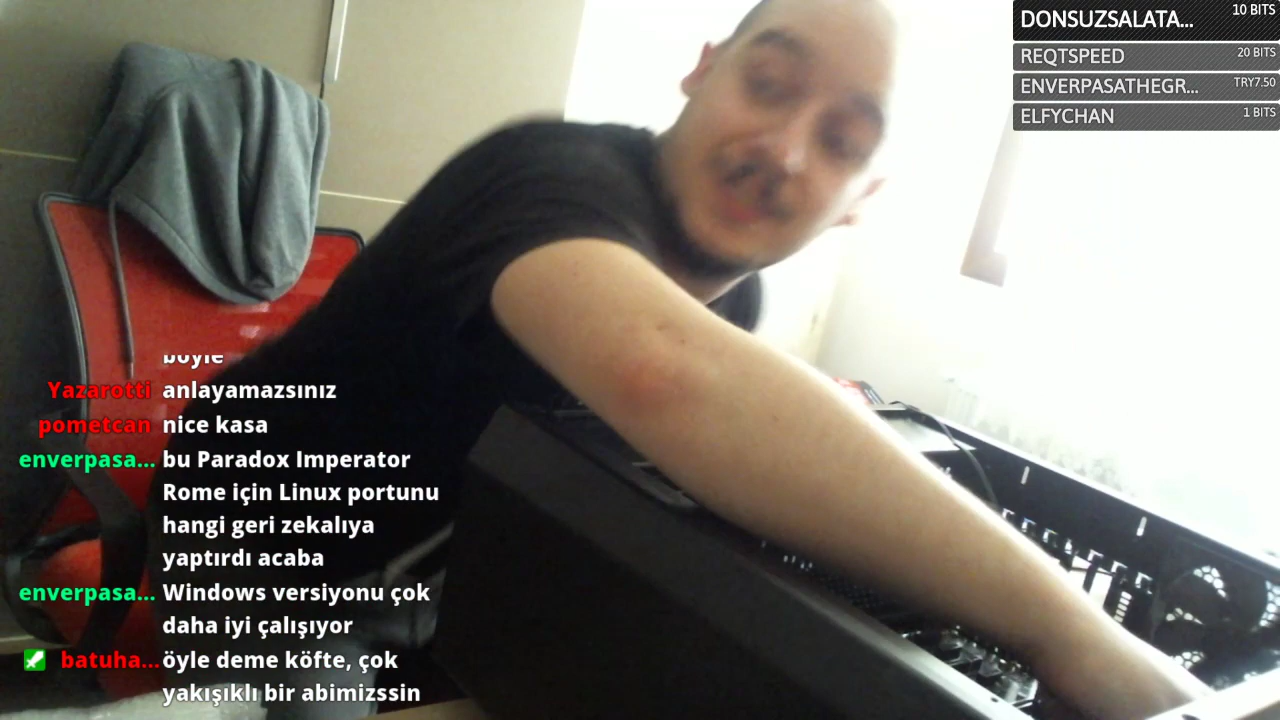 DONSUZSALATA... 10 BITS
REQTSPEED 20 BITS
ENVERPASATHEGR... TRY7.50
ELFYCHAN 1 BITS
böyle
Yazarotti anlayamazsınız
pometcan nice kasa
enverpasa... bu Paradox Imperator
Rome için Linux portunu
hangi geri zekalıya
yaptırdı acaba
enverpasa... Windows versiyonu çok
daha iyi çalışıyor
batuha... öyle deme köfte, çok
yakışıklı bir abimizssin